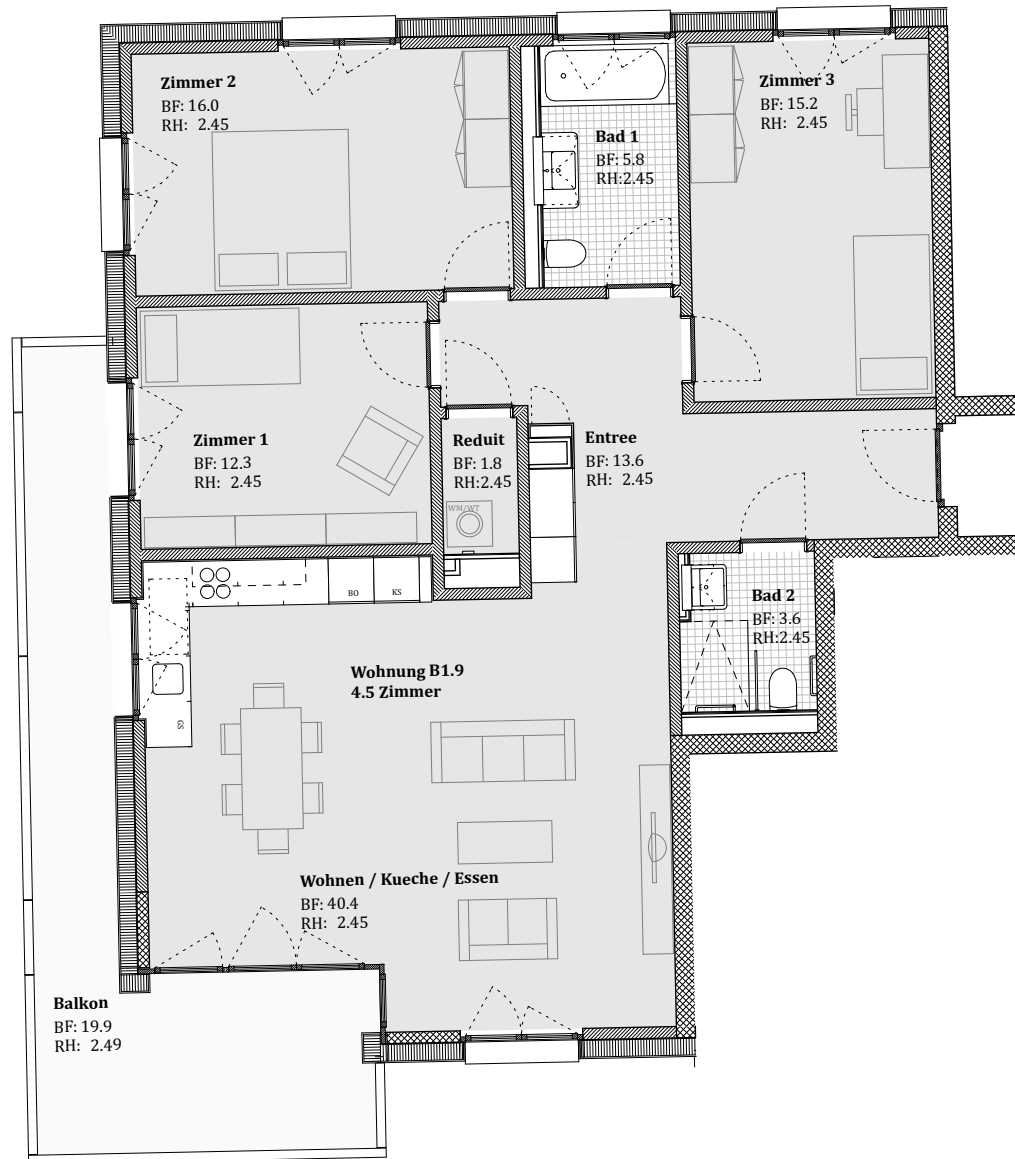 Zimmer 2
BF: 16.0
RH: 2.45
Bad 1
BF: 5.8
RH:2.45
Zimmer 3
BF: 15.2
RH: 2.45
Zimmer 1
BF: 12.3
RH: 2.45
Reduit
BF: 1.8
RH:2.45
WM/WT
Entree
BF: 13.6
RH: 2.45
BO
KS
Bad 2
BF: 3.6
RH:2.45
Wohnung B1.9
4.5 Zimmer
GS
Wohnen / Kueche / Essen
BF: 40.4
RH: 2.45
Balkon
BF: 19.9
RH: 2.49